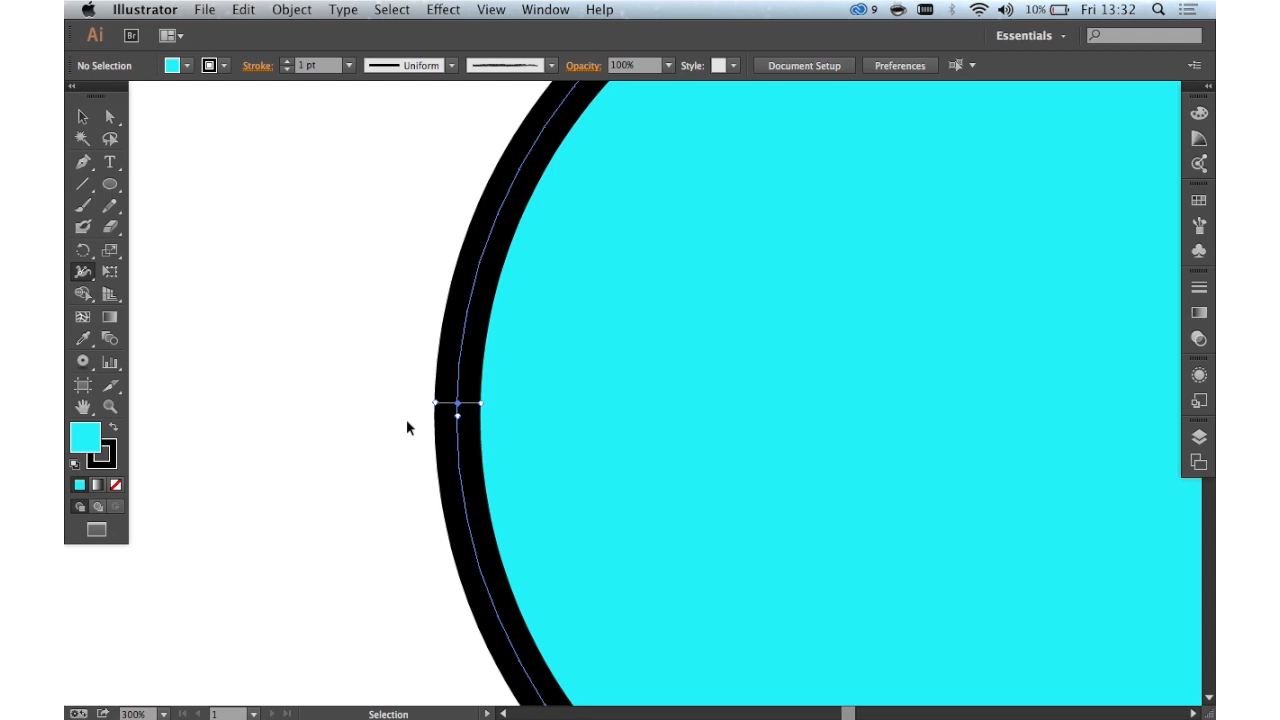 Illustrator File Edit Object Type Select Effect View Window Help 9 10% Fri 13:32
Ai Br Essentials
No Selection Stroke: 1 pt Uniform Opacity: 100% Style: Document Setup Preferences
T
300% 1 Selection